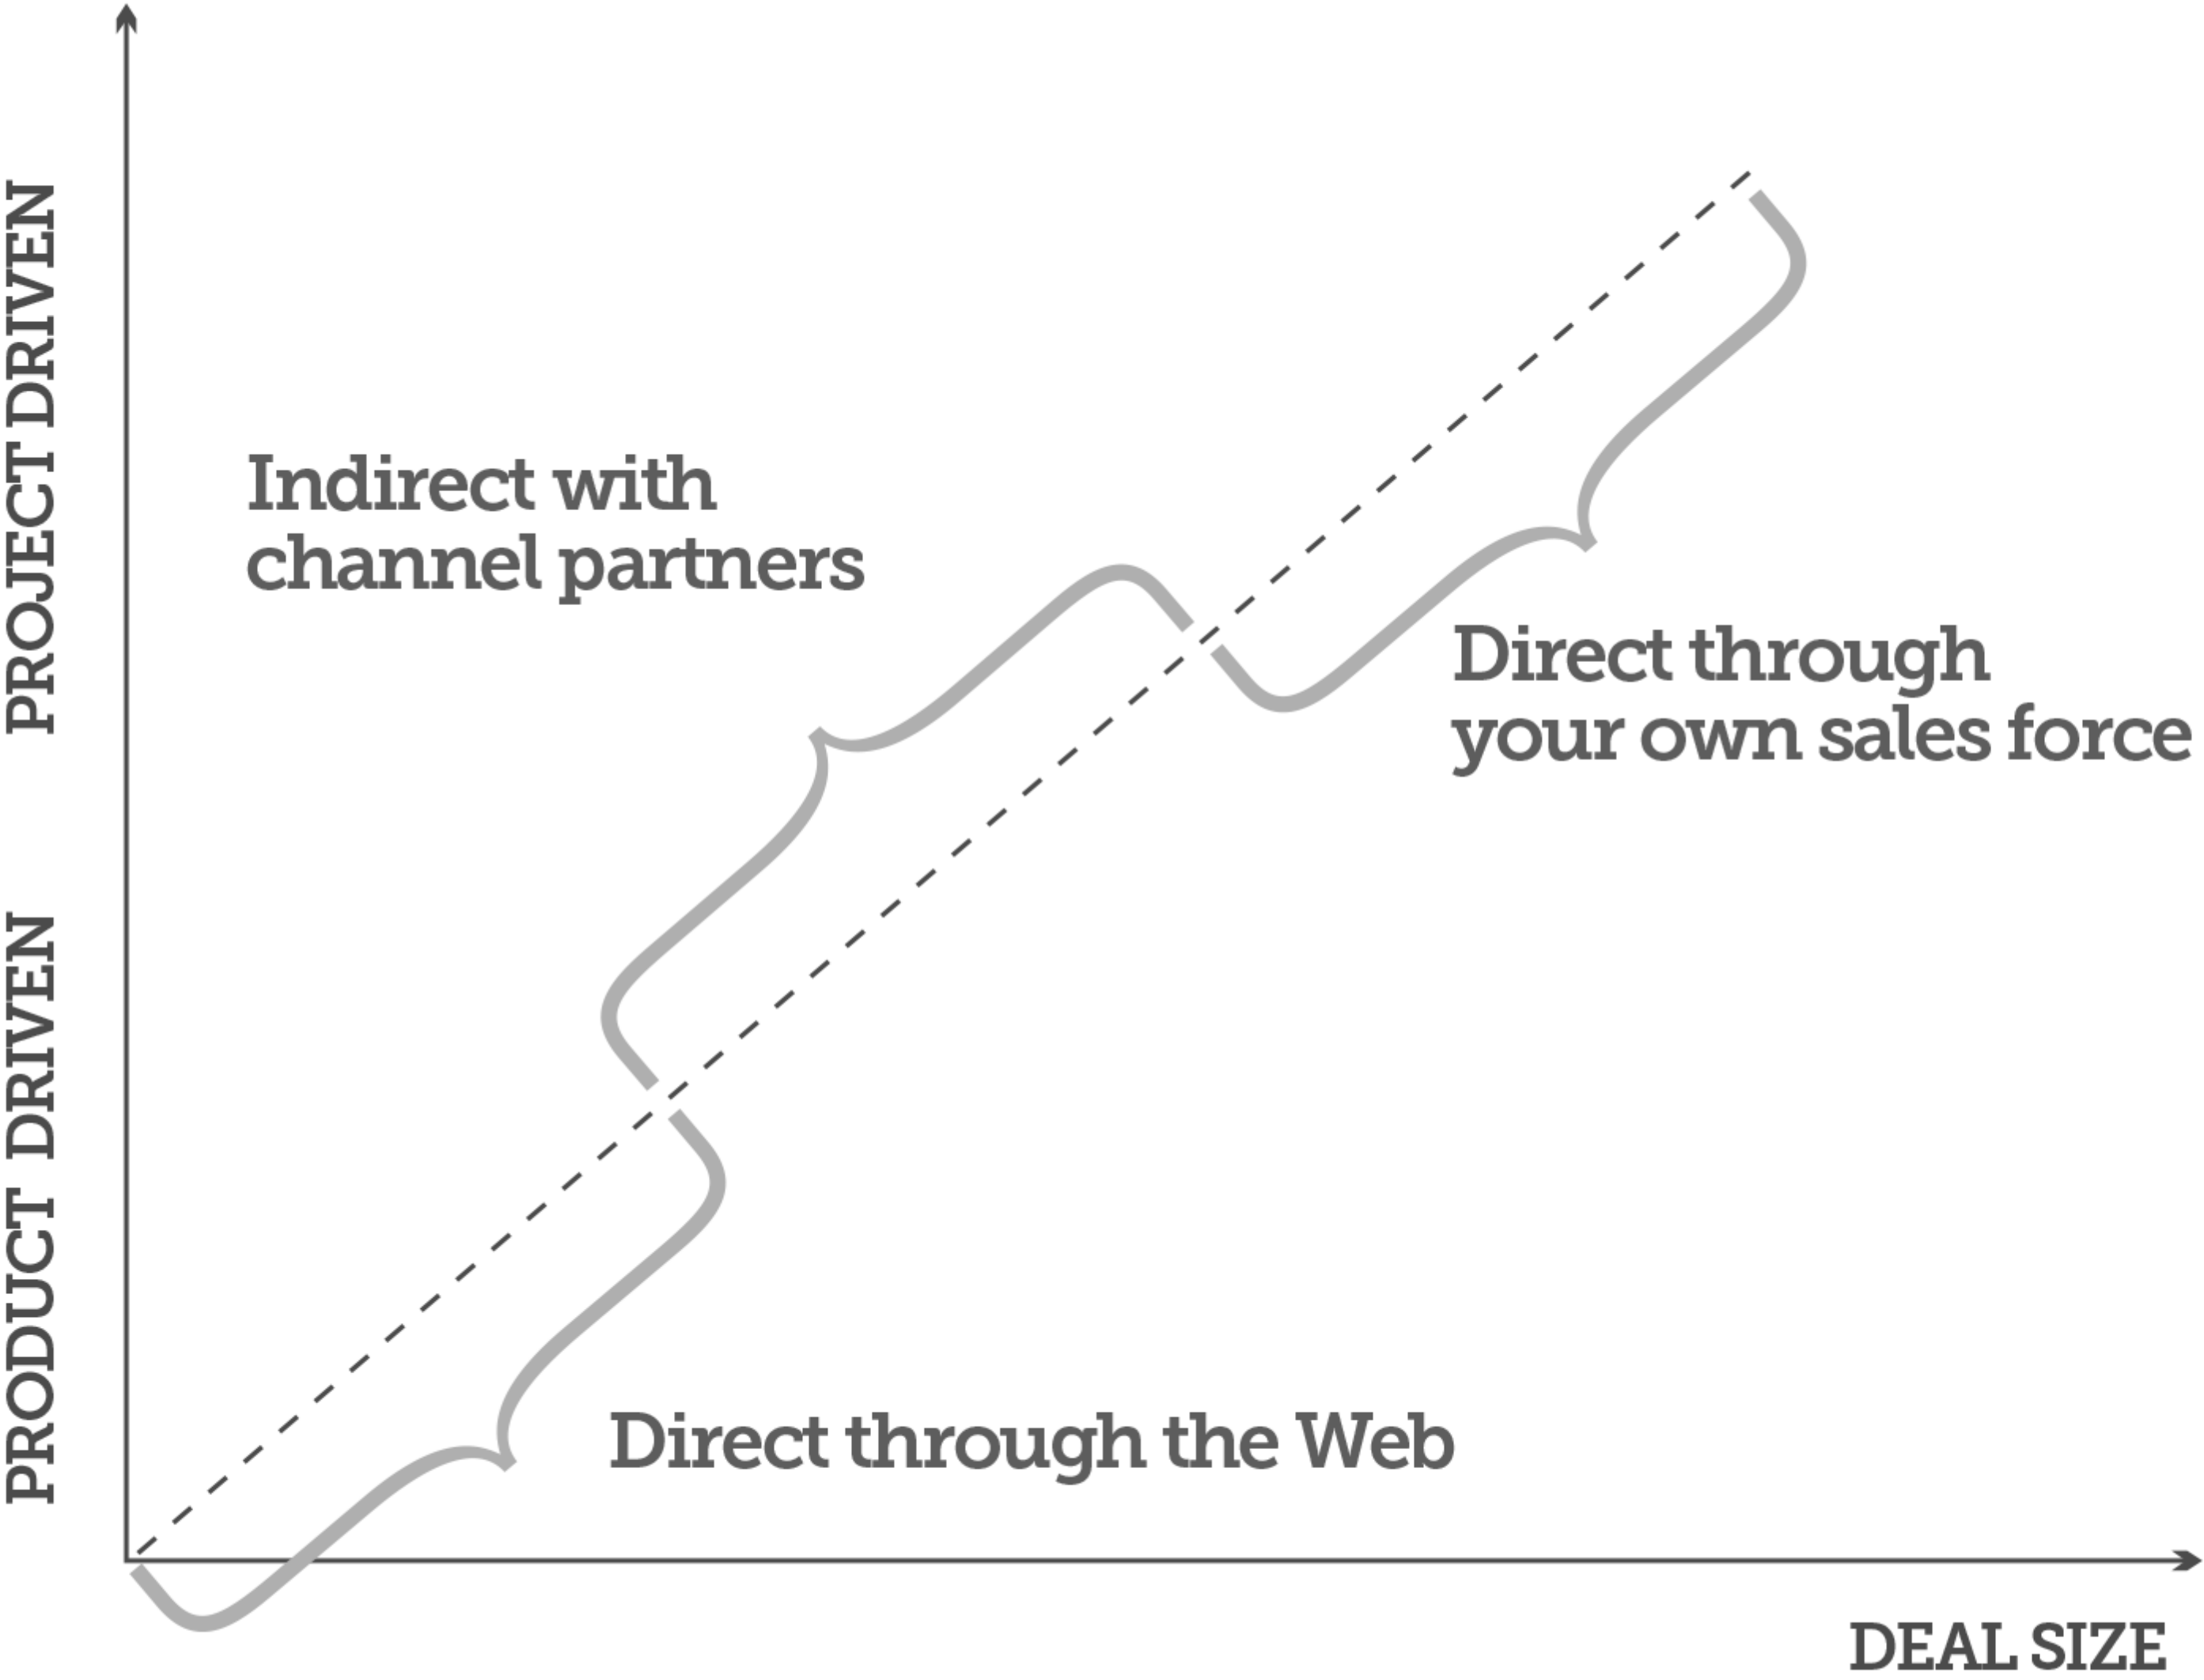 PROJECT DRIVEN
PRODUCT DRIVEN
Indirect with
channel partners
Direct through
your own sales force
Direct through the Web
DEAL SIZE